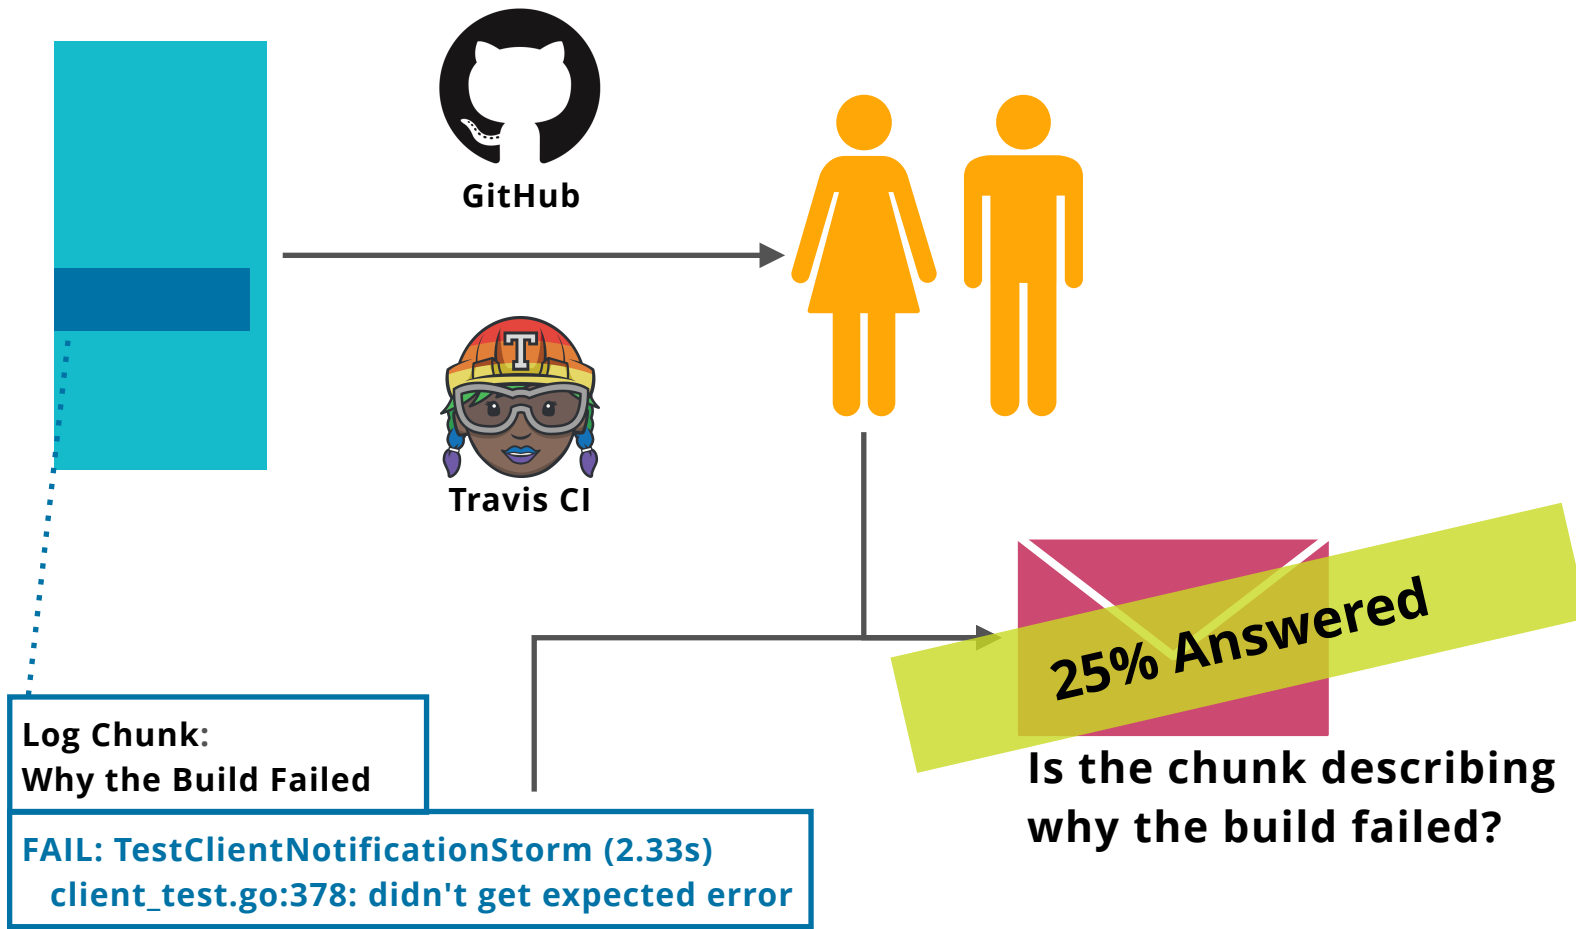 GitHub
T
Travis CI
25% Answered
Log Chunk:
Why the Build Failed
Is the chunk describing
why the build failed?
FAIL: TestClientNotificationStorm (2.33s)
client_test.go:378: didn't get expected error